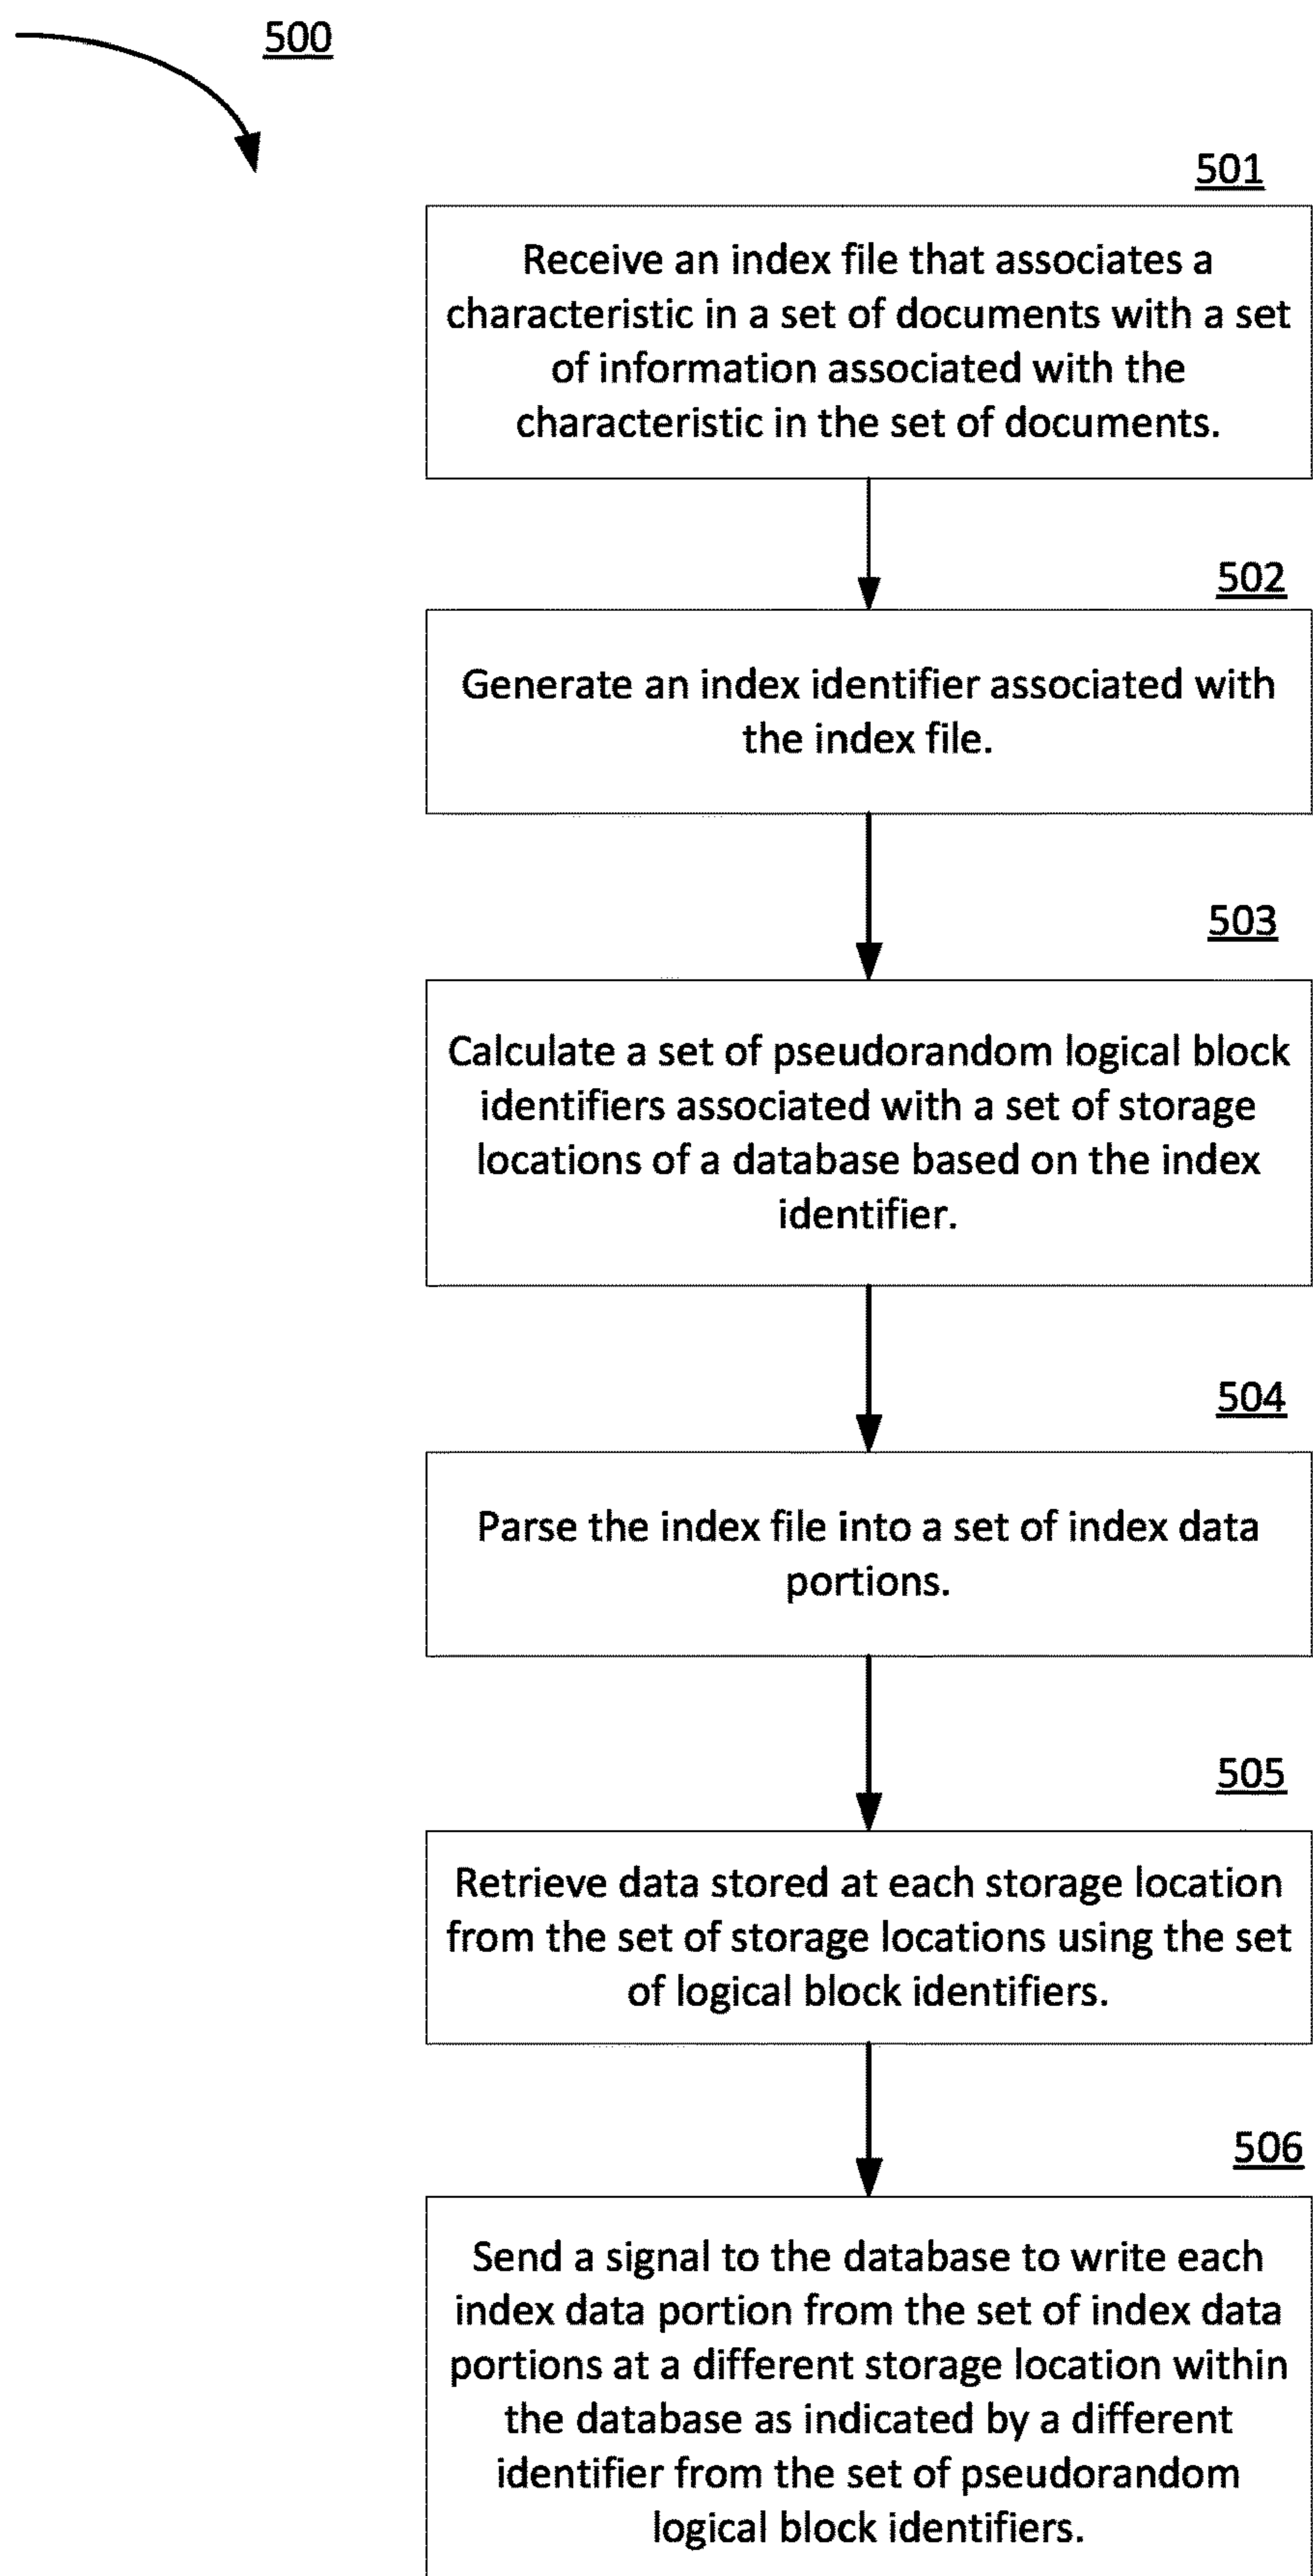 500
501
Receive an index file that associates a
characteristic in a set of documents with a set
of information associated with the
characteristic in the set of documents.
502
Generate an index identifier associated with
the index file.
503
Calculate a set of pseudorandom logical block
identifiers associated with a set of storage
locations of a database based on the index
identifier.
504
Parse the index file into a set of index data
portions.
505
Retrieve data stored at each storage location
from the set of storage locations using the set
of logical block identifiers.
506
Send a signal to the database to write each
index data portion from the set of index data
portions at a different storage location within
the database as indicated by a different
identifier from the set of pseudorandom
logical block identifiers.